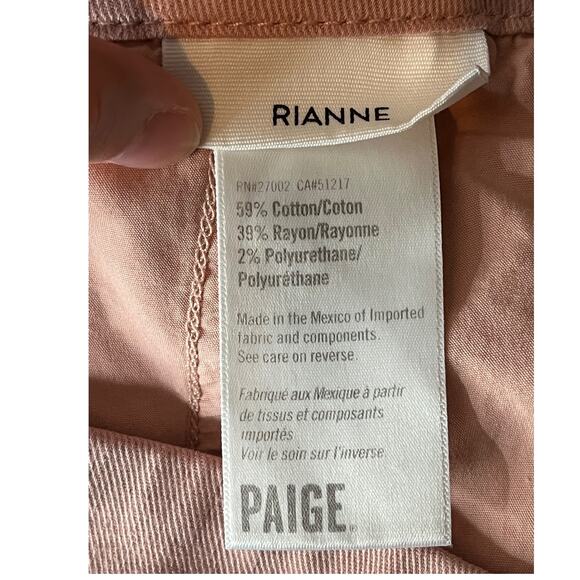 RIANNE
RN#27002 CA#51217
59% Cotton/Coton
39% Rayon/Rayonne
2% Polyurethane/
Polyuréthane
Made in the Mexico of Imported
fabric and components.
See care on reverse.
Fabriqué aux Mexique à partir
de tissus et composants
importés
Voir le soin sur l'inverse
PAIGE